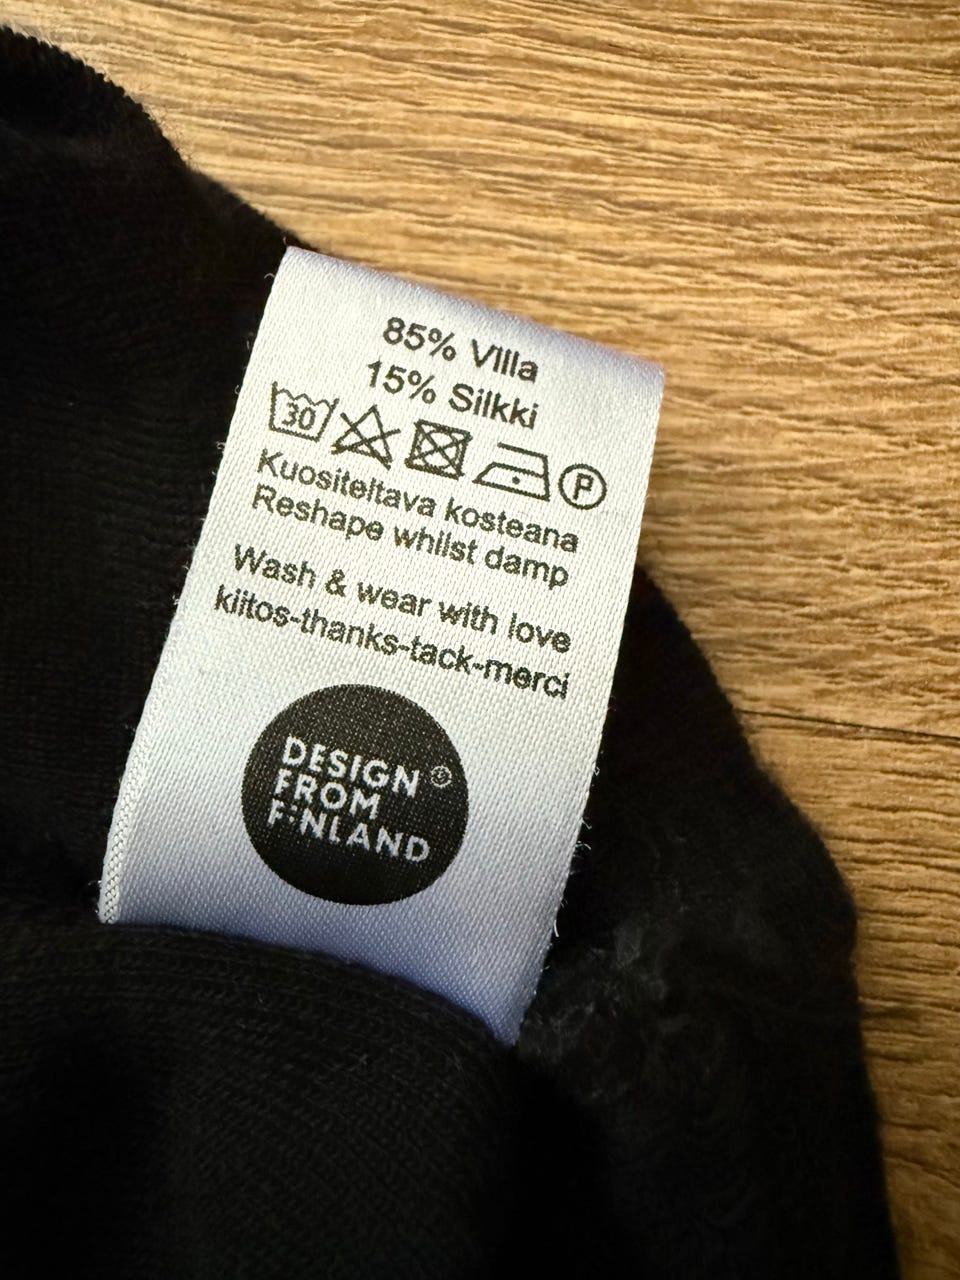 85% Villa
15% Silkki
30 P
Kuositeltava kosteana
Reshape whilst damp
Wash & wear with love
kiitos-thanks-tack-merci
DESIGN
FROM
FINLAND